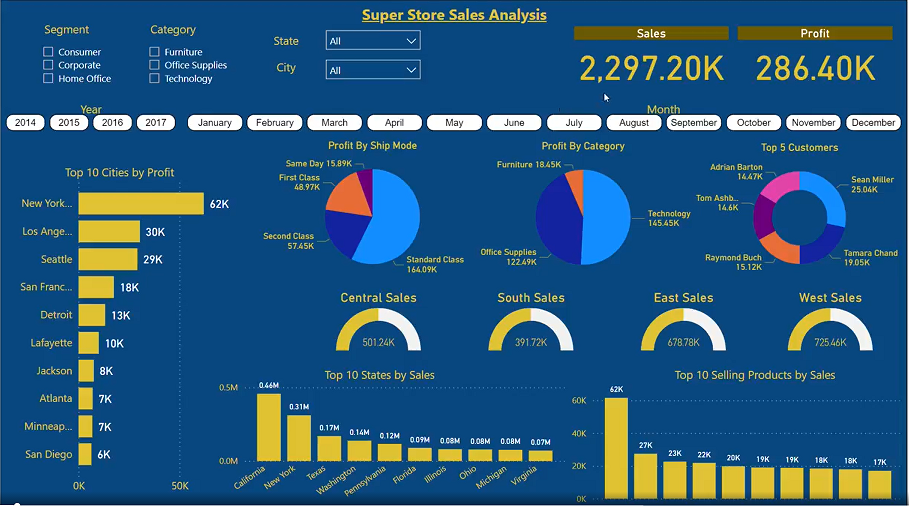 Super Store Sales Analysis
Segment
Consumer
Corporate
Home Office
Category
Furniture
Office Supplies
Technology
State
All
City
All
Sales
2,297.20K
Profit
286.40K
Year
2014
2015
2016
2017
Month
January
February
March
April
May
June
July
August
September
October
November
December
Top 10 Cities by Profit
New York...
62K
Los Ange...
30K
Seattle
29K
San Franc...
18K
Detroit
13K
Lafayette
10K
Jackson
8K
Atlanta
7K
Minneap...
7K
San Diego
6K
0K
50K
Profit By Ship Mode
Same Day 15.89K
First Class
48.97K
Second Class
57.45K
Standard Class
164.09K
Profit By Category
Furniture 18.45K
Technology
145.45K
Office Supplies
122.49K
Top 5 Customers
Adrian Barton
14.47K
Sean Miller
25.04K
Tom Ashb...
14.6K
Raymond Buch
15.12K
Tamara Chand
19.05K
Central Sales
501.24K
South Sales
391.72K
East Sales
678.78K
West Sales
725.46K
Top 10 States by Sales
0.5M
0.0M
0.46M
0.31M
0.17M
0.14M
0.12M
0.09M
0.08M
0.08M
0.08M
0.07M
California
New York
Texas
Washington
Pennsylvania
Florida
Illinois
Ohio
Michigan
Virginia
Top 10 Selling Products by Sales
60K
40K
20K
0K
62K
27K
23K
22K
20K
19K
19K
18K
18K
17K